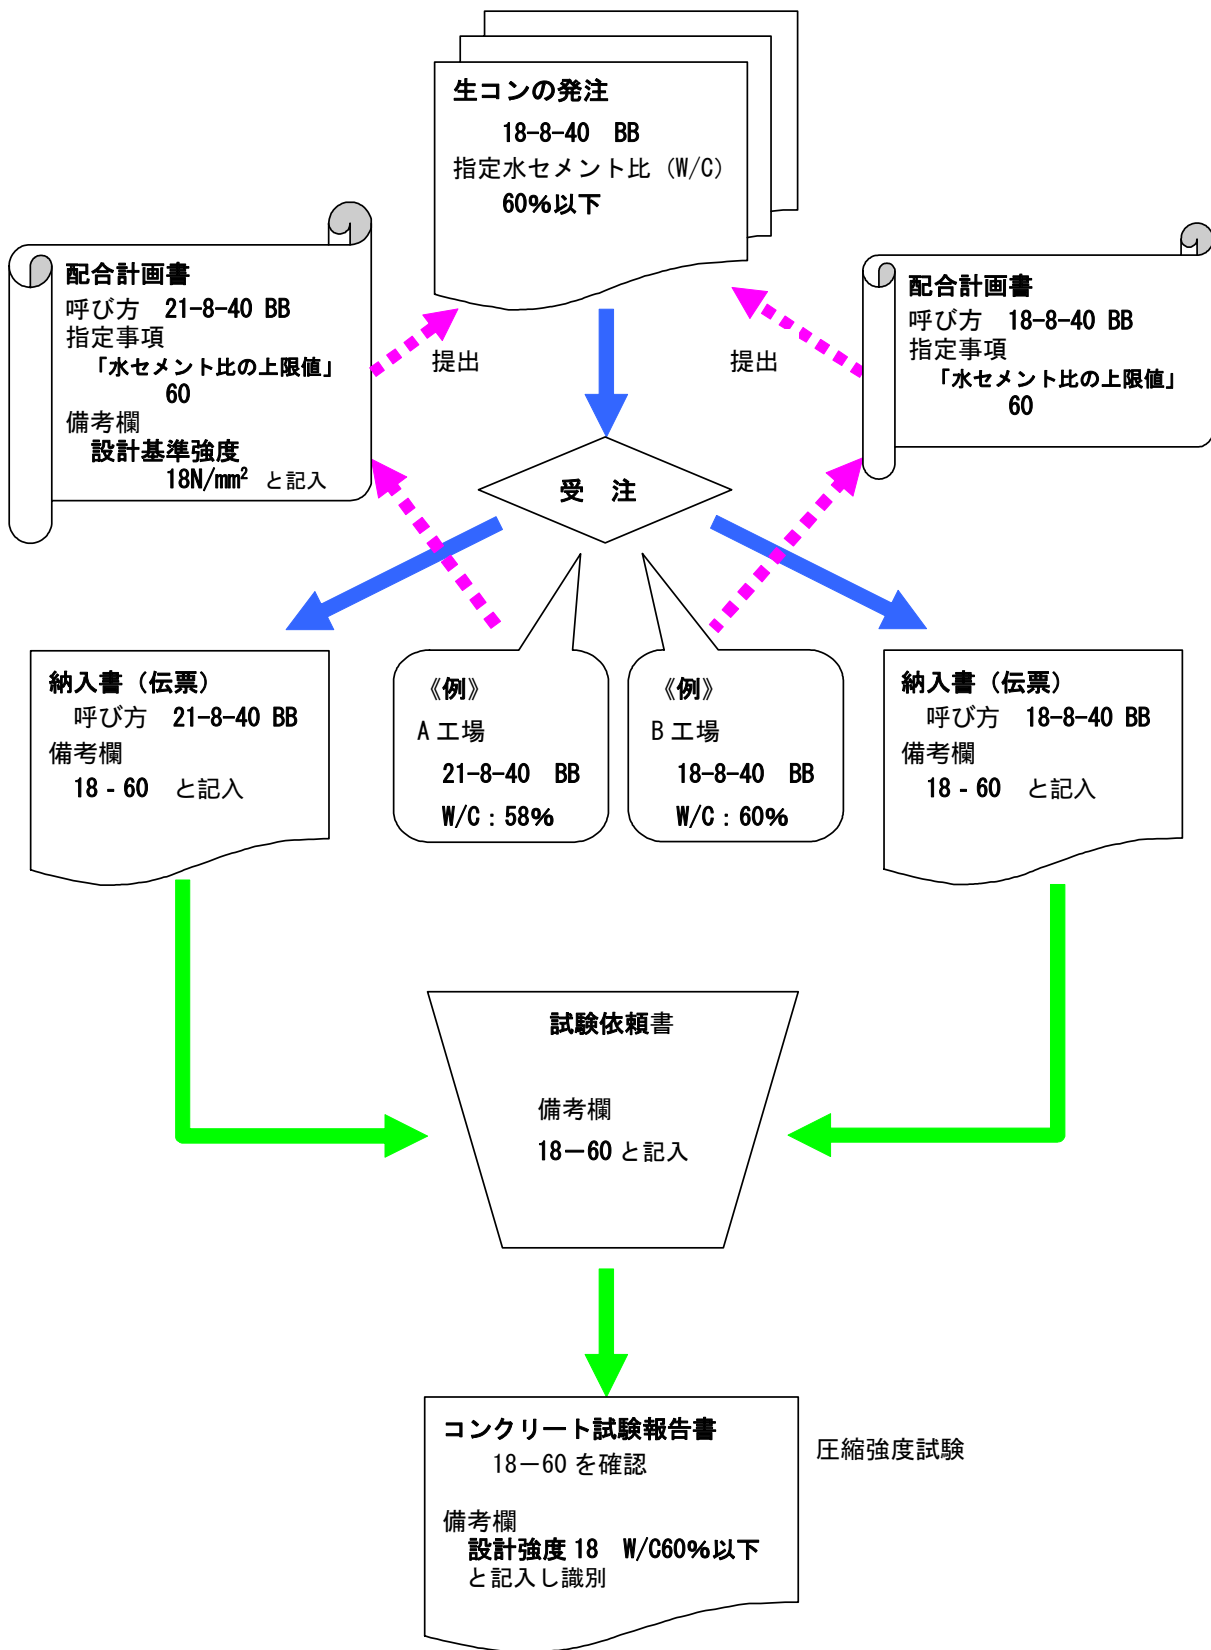 生コンの発注
18-8-40 BB
指定水セメント比（W/C）
60%以下
配合計画書
呼び方 21-8-40 BB
指定事項
「水セメント比の上限値」
60
備考欄
設計基準強度
18N/mm² と記入
提出
提出
配合計画書
呼び方 18-8-40 BB
指定事項
「水セメント比の上限値」
60
受 注
納入書（伝票）
呼び方 21-8-40 BB
備考欄
18 - 60 と記入
《例》
A工場
21-8-40 BB
W/C：58%
《例》
B工場
18-8-40 BB
W/C：60%
納入書（伝票）
呼び方 18-8-40 BB
備考欄
18 - 60 と記入
試験依頼書
備考欄
18－60 と記入
コンクリート試験報告書
18－60 を確認
備考欄
設計強度 18 W/C60%以下
と記入し識別
圧縮強度試験